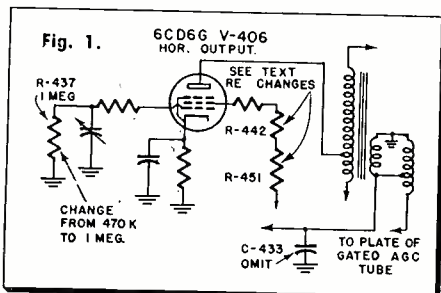 Fig. 1.
6CD6G V-406
HOR. OUTPUT.
R-437
1 MEG
SEE TEXT
RE CHANGES
R-442
R-451
CHANGE
FROM 470K
TO 1 MEG.
C-433
OMIT
TO PLATE OF
GATED AGC
TUBE